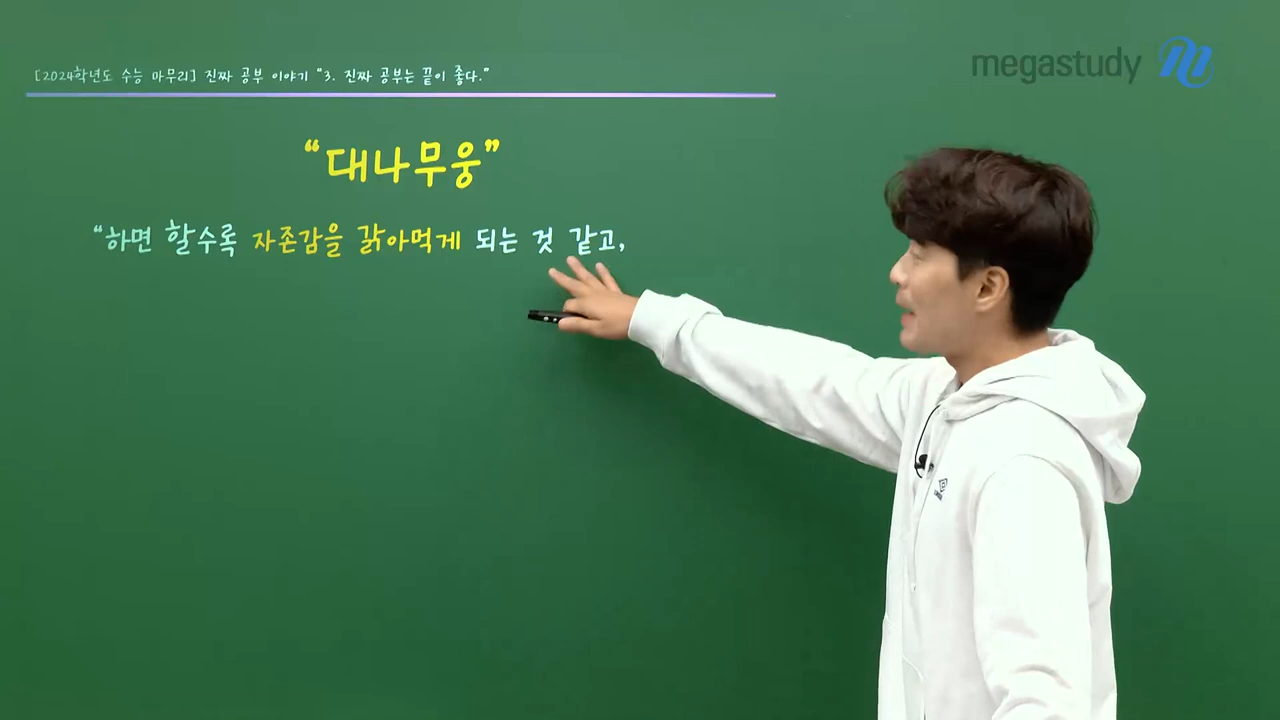 [2024학년도 수능 마무리] 진짜 공부 이야기 "3. 진짜 공부는 끝이 좋다."
megastudy
"대나무웅"
"하면 할수록 자존감을 갉아먹게 되는 것 같고,